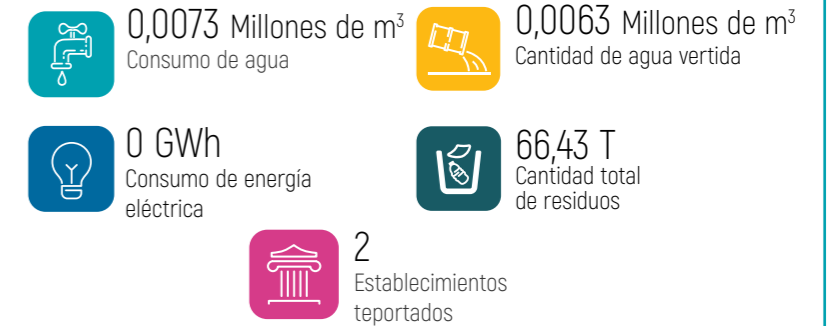 0,0073 Millones de m³
Consumo de agua
0,0063 Millones de m³
Cantidad de agua vertida
0 GWh
Consumo de energía
eléctrica
66,43 T
Cantidad total
de residuos
2
Establecimientos
teportados